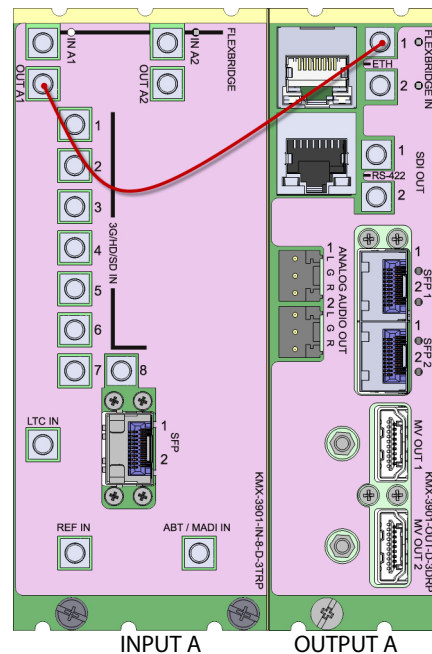 IN A1
IN A2
FLEXBRIDGE
OUT A1
OUT A2
1
2
3
4
5
6
7
8
3G/HD/SD IN
LTC IN
1
2
SFP
REF IN
ABT / MADI IN
KMX-3901-IN-8-D-3TRP
1
2
FLEXBRIDGE IN
ETH
1
2
SDI OUT
RS-422
1
L
G
R
2
L
G
R
ANALOG AUDIO OUT
1
2
SFP 1
1
2
SFP 2
MV OUT 1
MV OUT 2
KMX-3901-OUT-D-3DRP
INPUT A
OUTPUT A